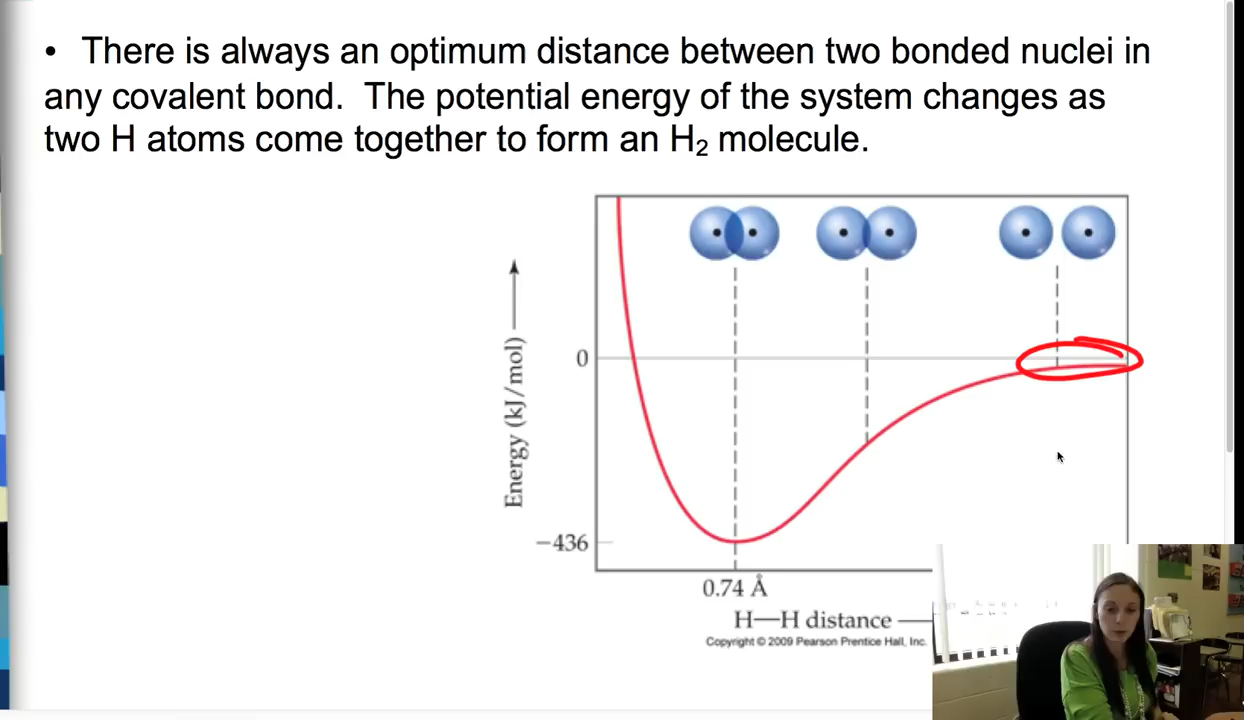 • There is always an optimum distance between two bonded nuclei in
any covalent bond.  The potential energy of the system changes as
two H atoms come together to form an H₂ molecule.
Energy (kJ/mol)
0
−436
0.74 Å
H—H distance
Copyright © 2009 Pearson Prentice Hall, Inc.